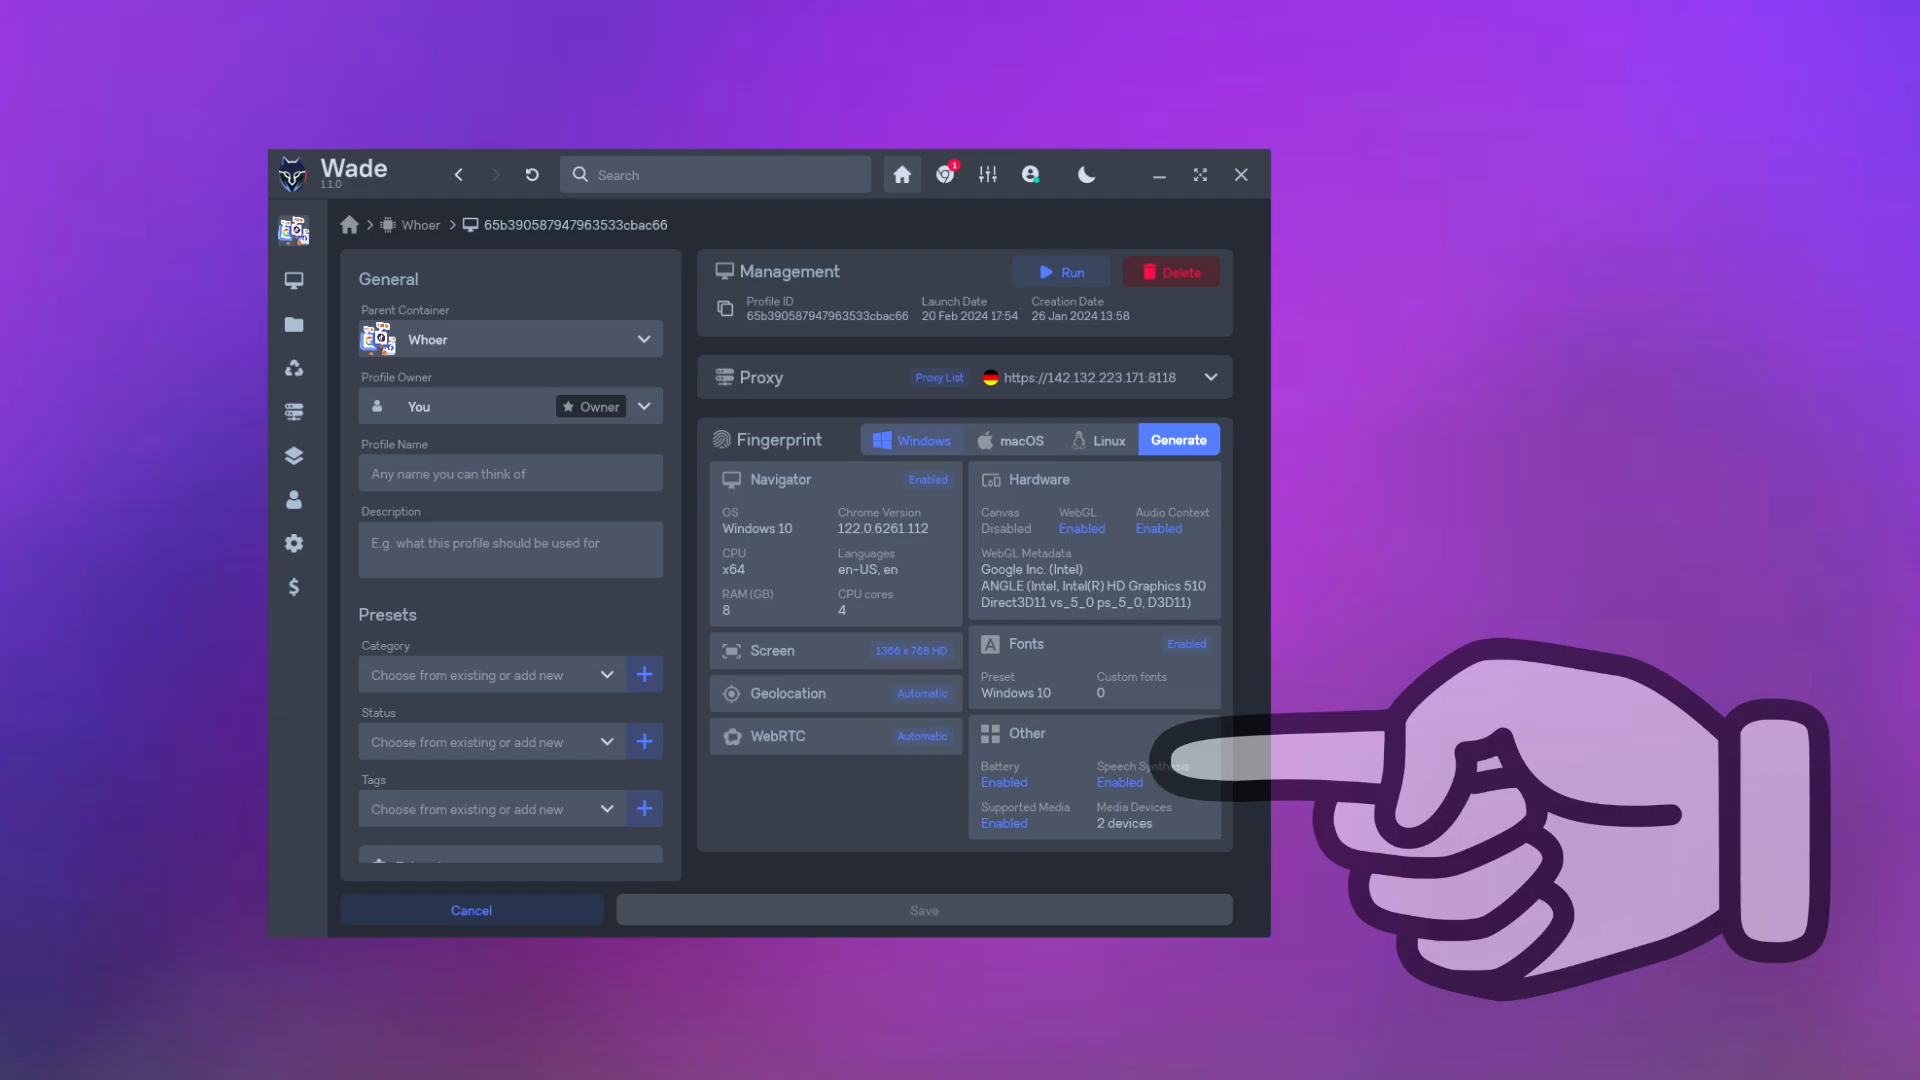 Wade
1.1.0
Search
1
Whoer
65b390587947963533cbac66
General
Parent Container
Whoer
Profile Owner
You
Owner
Profile Name
Any name you can think of
Description
E.g. what this profile should be used for
Presets
Category
Choose from existing or add new
Status
Choose from existing or add new
Tags
Choose from existing or add new
Cancel
Management
Run
Delete
Profile ID
65b390587947963533cbac66
Launch Date
20 Feb 2024 17:54
Creation Date
26 Jan 2024 13:58
Proxy
Proxy List
https://142.132.223.171:8118
Fingerprint
Windows
macOS
Linux
Generate
Navigator
Enabled
OS
Windows 10
Chrome Version
122.0.6261.112
CPU
x64
Languages
en-US, en
RAM (GB)
8
CPU cores
4
Screen
1366 x 768 HD
Geolocation
Automatic
WebRTC
Automatic
Hardware
Canvas
Disabled
WebGL
Enabled
Audio Context
Enabled
WebGL Metadata
Google Inc. (Intel)
ANGLE (Intel, Intel(R) HD Graphics 510
Direct3D11 vs_5_0 ps_5_0, D3D11)
Fonts
Enabled
Preset
Windows 10
Custom fonts
0
Other
Battery
Enabled
Speech Synthesis
Enabled
Supported Media
Enabled
Media Devices
2 devices
Save